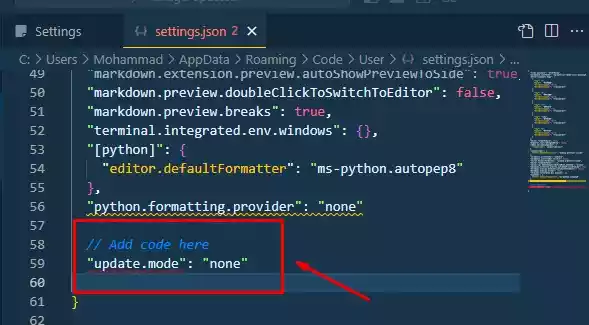 Settings
settings.json 2
C: > Users > Mohammad > AppData > Roaming > Code > User > settings.json > ...
49 "markdown.extension.preview.autoShowPreviewToSide": true,
50 "markdown.preview.doubleClickToSwitchToEditor": false,
51 "markdown.preview.breaks": true,
52 "terminal.integrated.env.windows": {},
53 "[python]": {
54 "editor.defaultFormatter": "ms-python.autopep8"
55 },
56 "python.formatting.provider": "none"
57
58 // Add code here
59 "update.mode": "none"
60
61 }